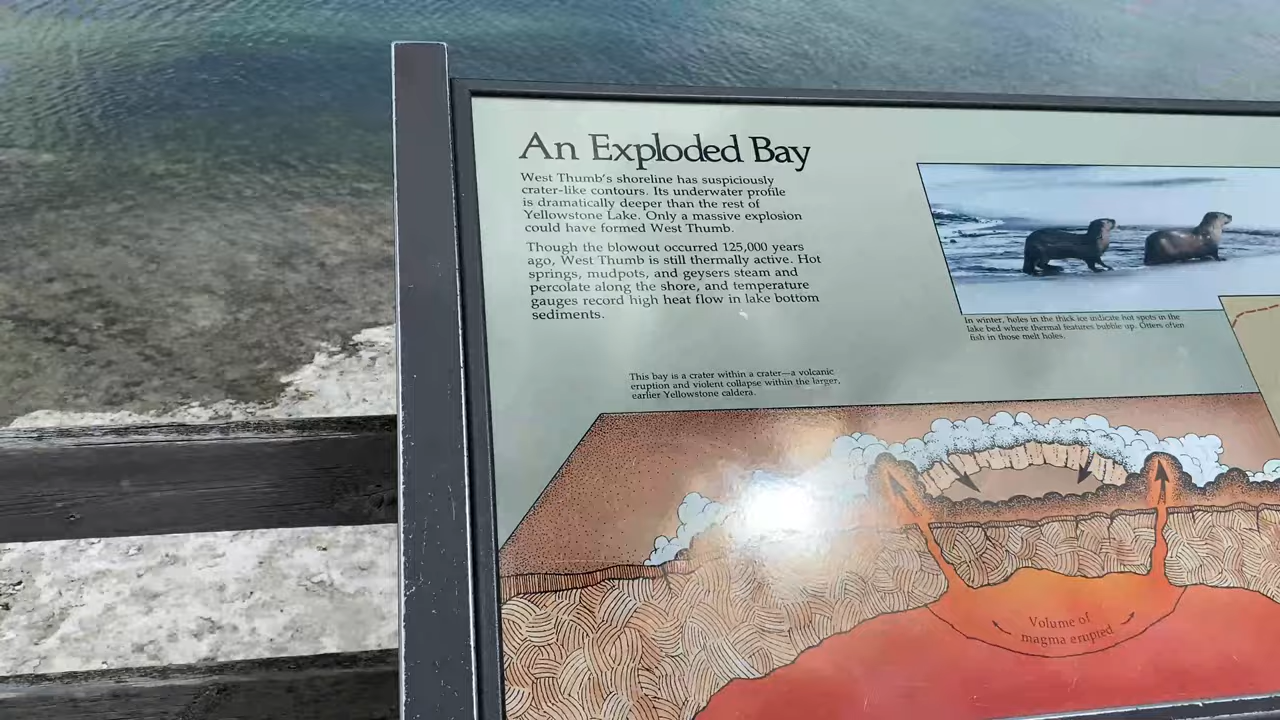 An Exploded Bay
West Thumb's shoreline has suspiciously
crater-like contours. Its underwater profile
is dramatically deeper than the rest of
Yellowstone Lake. Only a massive explosion
could have formed West Thumb.
Though the blowout occurred 125,000 years
ago, West Thumb is still thermally active. Hot
springs, mudpots, and geysers steam and
percolate along the shore, and temperature
gauges record high heat flow in lake bottom
sediments.
In winter, holes in the thick ice indicate hot spots in the
lake bed where thermal features bubble up. Otters often
fish in those melt holes.
This bay is a crater within a crater—a volcanic
eruption and violent collapse within the larger,
earlier Yellowstone caldera.
Volume of
magma erupted